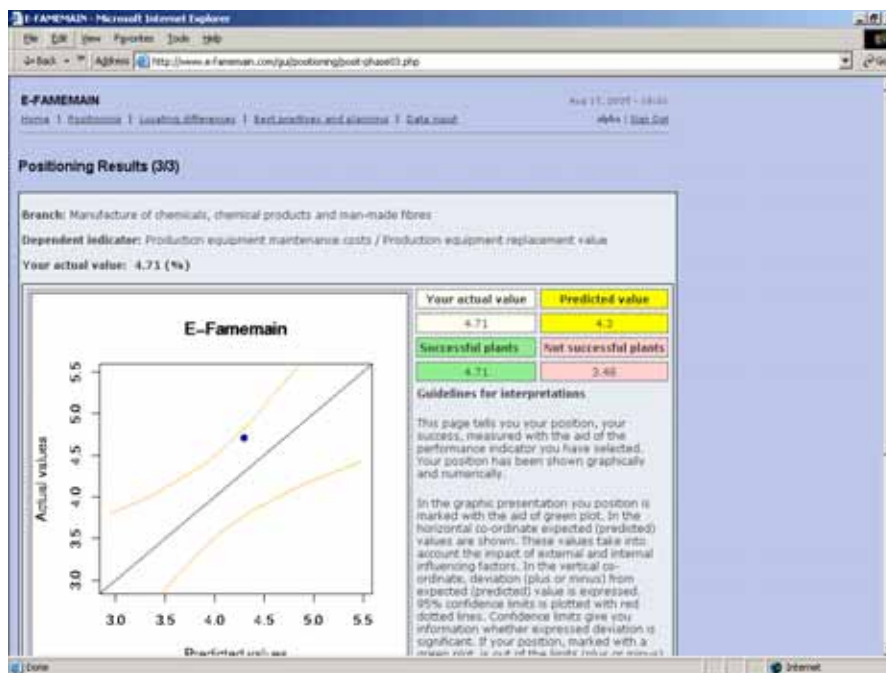 E-FAMEMAIN - Microsoft Internet Explorer
File Edit View Favorites Tools Help
Back Address http://www.e-famemain.com/gui/positioning/posit-phase03.php
E-FAMEMAIN
Home | Positioning | Locating differences | Best practices and planning | Data input
alpha | Sign Out
Positioning Results (3/3)
Branch: Manufacture of chemicals, chemical products and man-made fibres
Dependent indicator: Production equipment maintenance costs / Production equipment replacement value
Your actual value: 4.71 (%)
E-Famemain
5.5
5.0
4.5
4.0
3.5
3.0
Actual values
3.0 3.5 4.0 4.5 5.0 5.5
Predicted values
Your actual value Predicted value
4.71 4.3
Successful plants Not successful plants
4.71 3.48
Guidelines for interpretations
This page tells you your position, your
success, measured with the aid of the
performance indicator you have selected.
Your position has been shown graphically
and numerically.
In the graphic presentation you position is
marked with the aid of green plot. In the
horizontal co-ordinate expected (predicted)
values are shown. These values take into
account the impact of external and internal
influencing factors. In the vertical co-
ordinate, deviation (plus or minus) from
expected (predicted) value is expressed.
95% confidence limits is plotted with red
dotted lines. Confidence limits give you
information whether expressed deviation is
significant. If your position, marked with a
green plot, is out of the limits (plus or minus)
Done
Internet